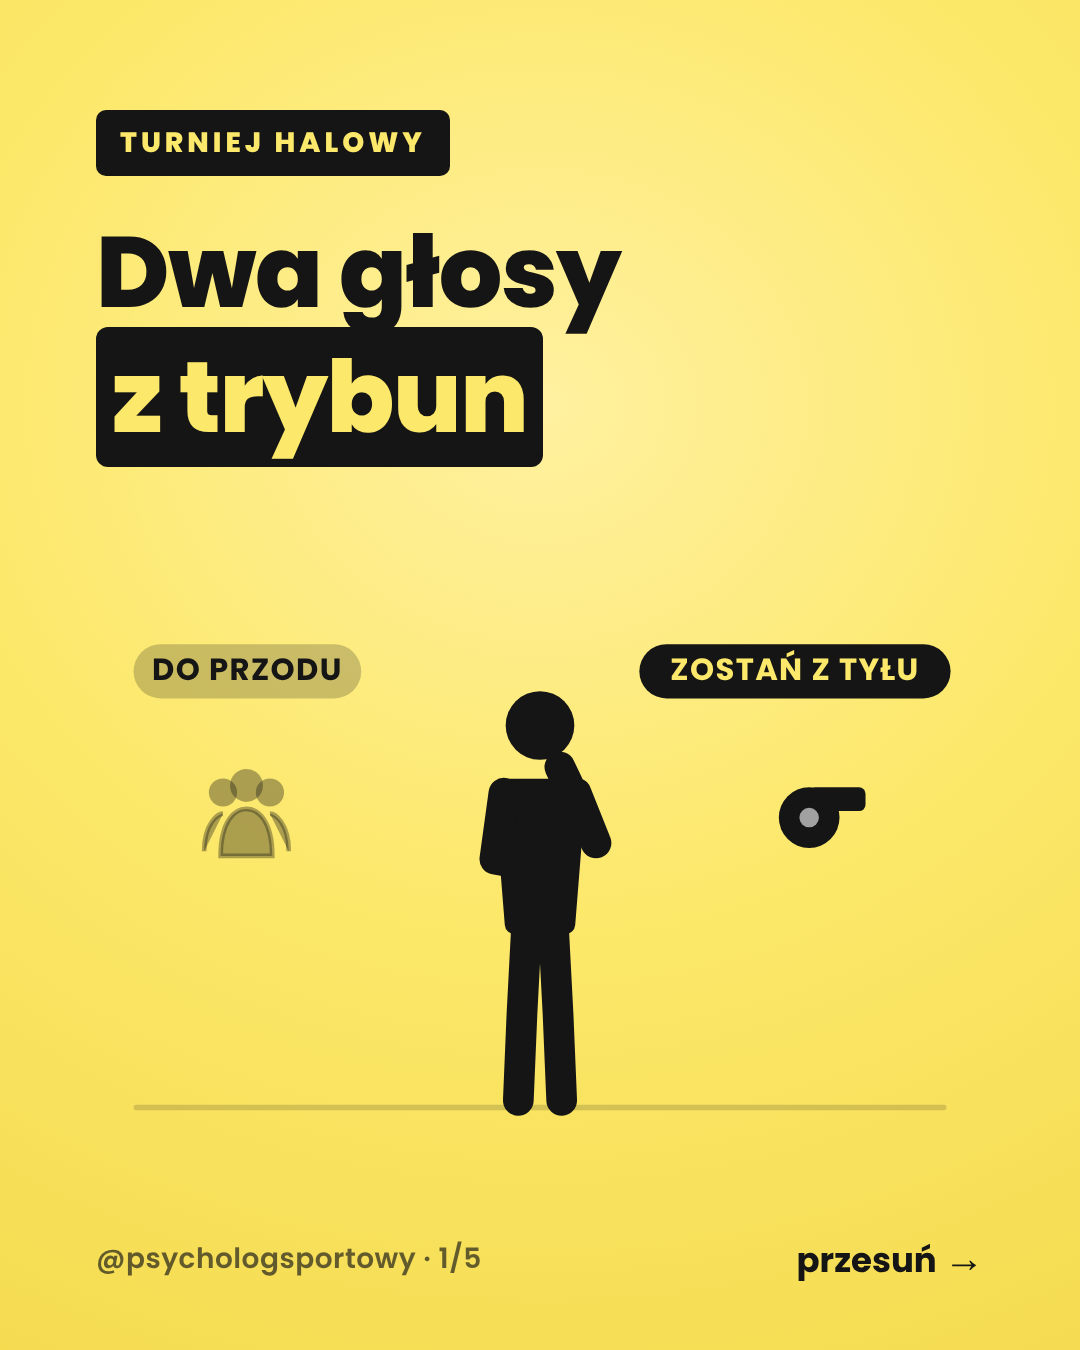 TURNIEJ HALOWY
Dwa głosy
z trybun
DO PRZODU
ZOSTAŃ Z TYŁU
@psychologsportowy · 1/5
przesuń →